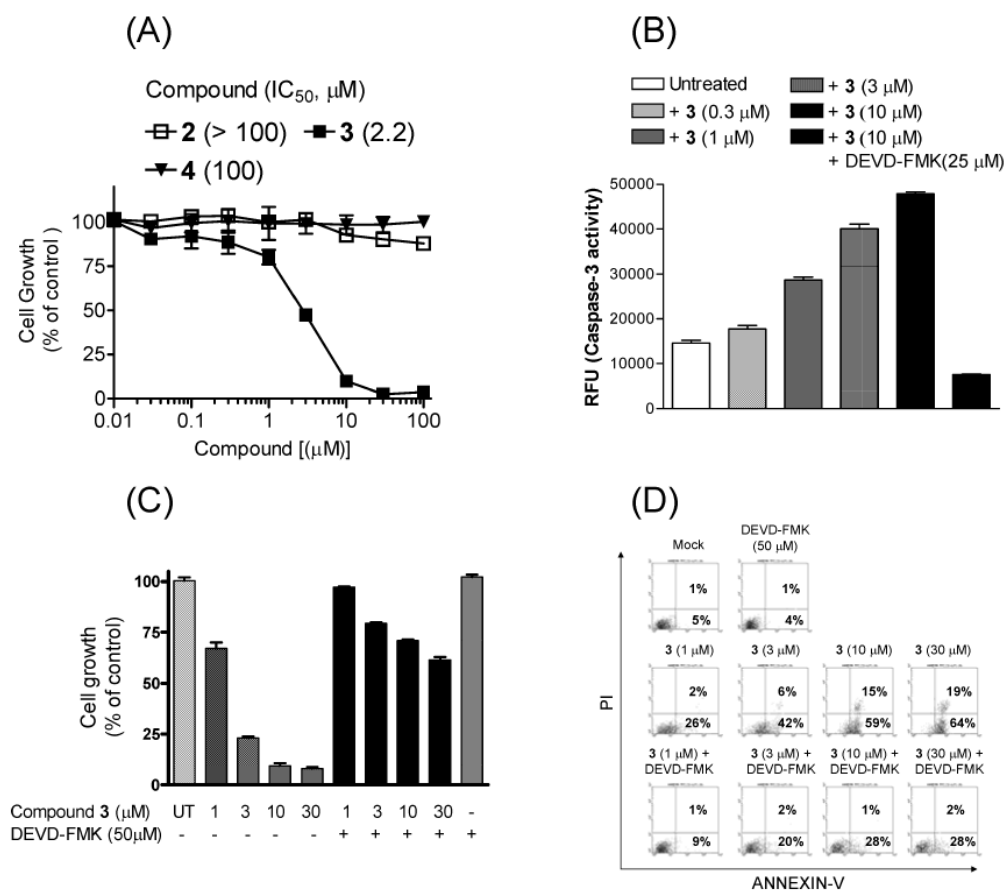 (A)
Compound (IC50, μM)
2 (> 100) 3 (2.2)
4 (100)
100
75
50
25
0
Cell Growth
(% of control )
0.01 0.1 1 10 100
Compound [(μM)]
(B)
Untreated + 3 (3 μM)
+ 3 (0.3 μM) + 3 (10 μM)
+ 3 (1 μM) + 3 (10 μM)
+ DEVD-FMK(25 μM)
50000
40000
30000
20000
10000
0
RFU (Caspase-3 activity)
(C)
100
75
50
25
0
Cell growth
(% of control)
Compound 3 (μM) UT 1 3 10 30 1 3 10 30 -
DEVD-FMK (50μM) - - - - - + + + + +
(D)
DEVD-FMK
Mock (50 μM)
1% 1%
5% 4%
3 (1 μM) 3 (3 μM) 3 (10 μM) 3 (30 μM)
2% 6% 15% 19%
26% 42% 59% 64%
3 (1 μM) + 3 (3 μM) + 3 (10 μM) + 3 (30 μM) +
DEVD-FMK DEVD-FMK DEVD-FMK DEVD-FMK
1% 2% 1% 2%
9% 20% 28% 28%
PI
ANNEXIN-V